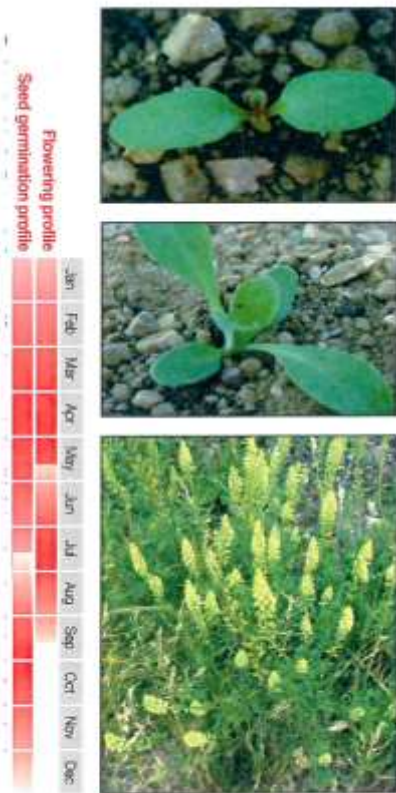 Jan Feb Mar Apr May Jun Jul Aug Sep Oct Nov Dec
Flowering profile
Seed germination profile